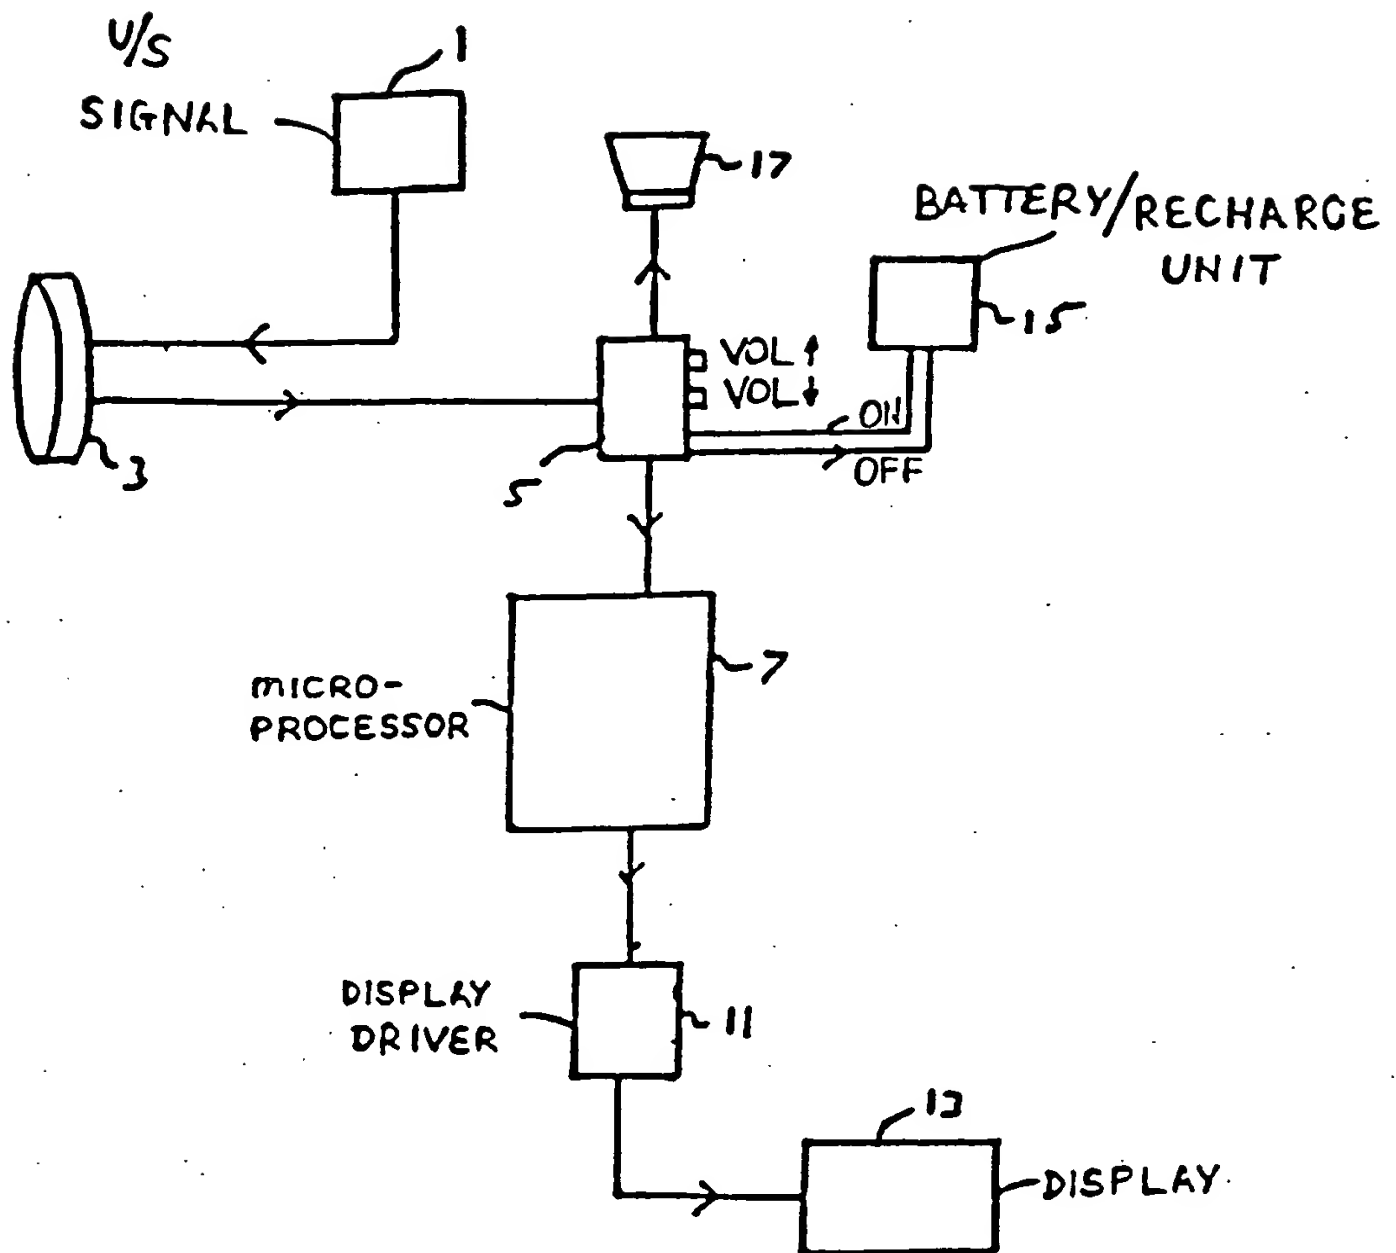 U/S
SIGNAL
1
17
BATTERY/RECHARGE
UNIT
15
VOL ↑
VOL ↓
ON
OFF
3
5
MICRO-
PROCESSOR
7
DISPLAY
DRIVER
11
13
DISPLAY